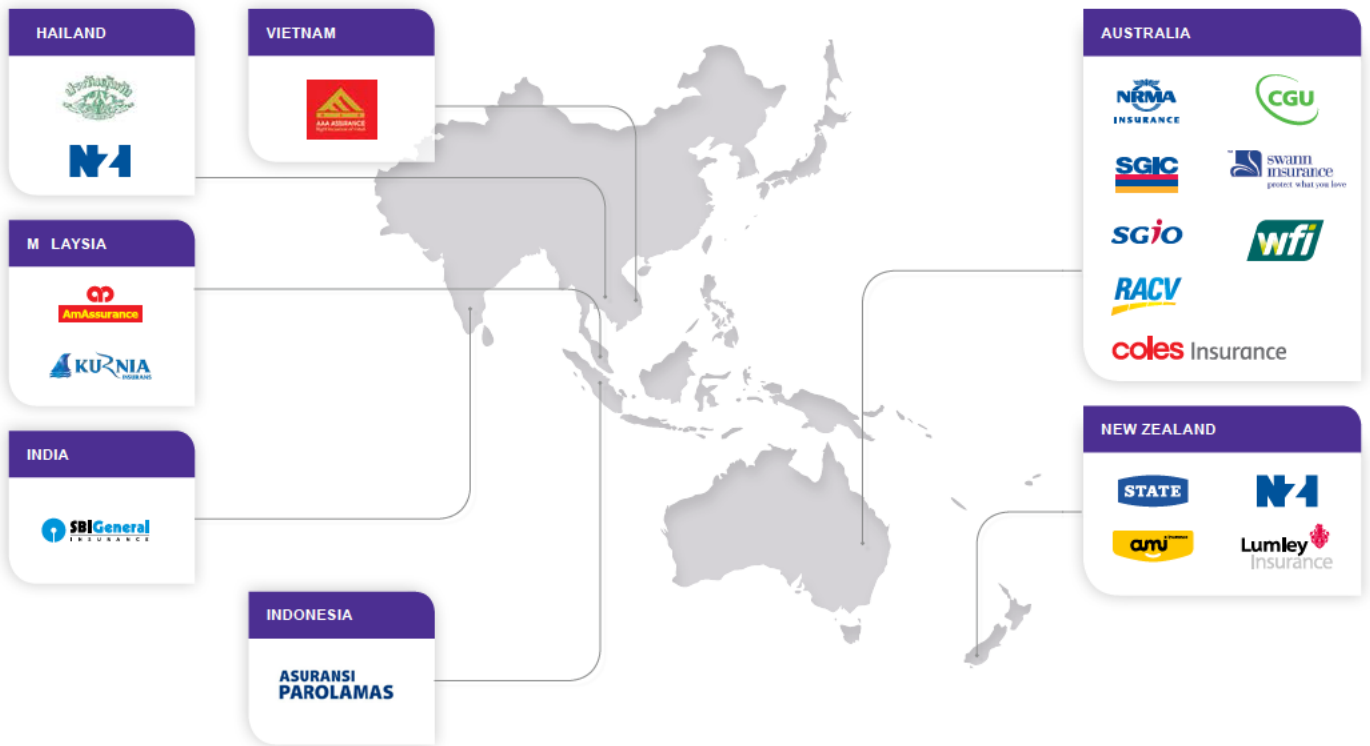 HAILAND
NZI
VIETNAM
AAA ASSURANCE
M LAYSIA
AmAssurance
KURNIA
INSURANS
INDIA
SBIGeneral
INSURANCE
INDONESIA
ASURANSI
PAROLAMAS
AUSTRALIA
NRMA
INSURANCE
CGU
SGIC
swann
insurance
protect what you love
SGiO
wfi
RACV
coles Insurance
NEW ZEALAND
STATE
NZI
ami
Lumley
Insurance